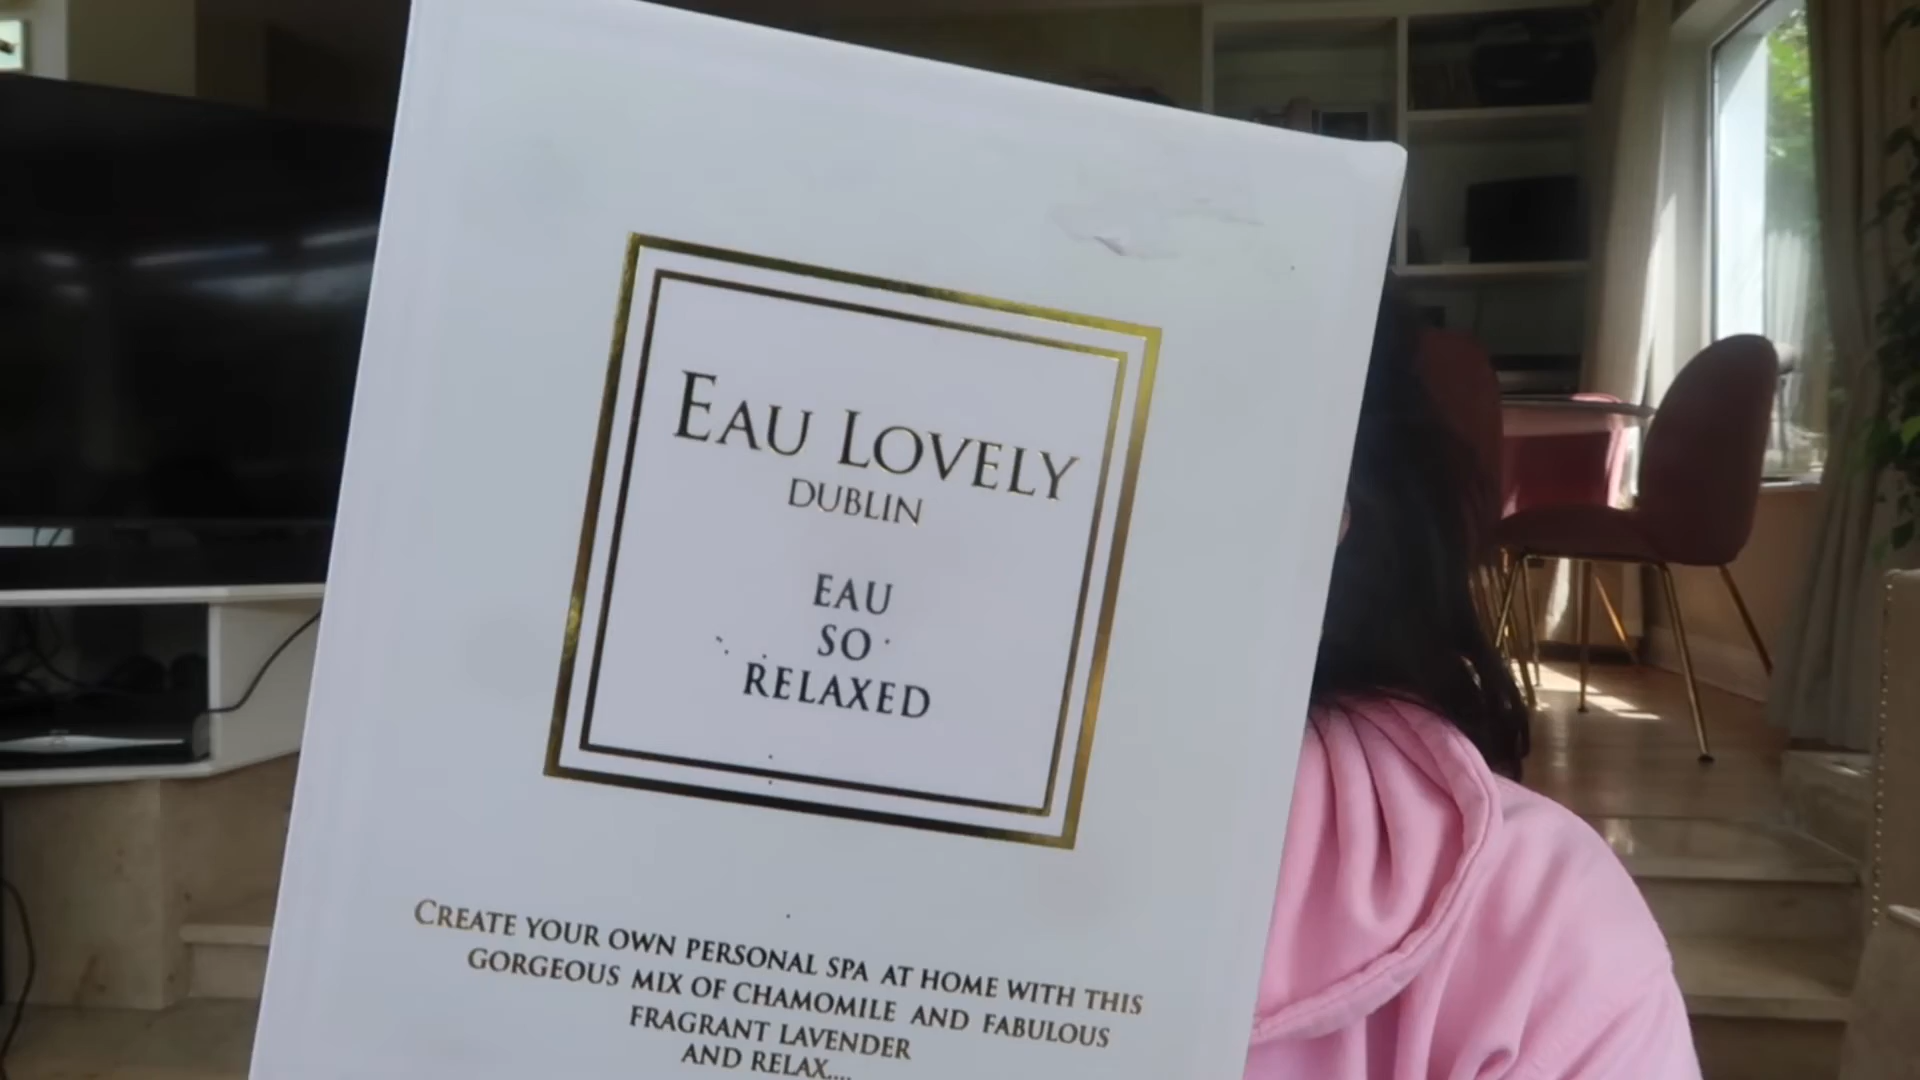 EAU LOVELY
DUBLIN
EAU
SO
RELAXED
CREATE YOUR OWN PERSONAL SPA AT HOME WITH THIS
GORGEOUS MIX OF CHAMOMILE AND FABULOUS
FRAGRANT LAVENDER
AND RELAX....